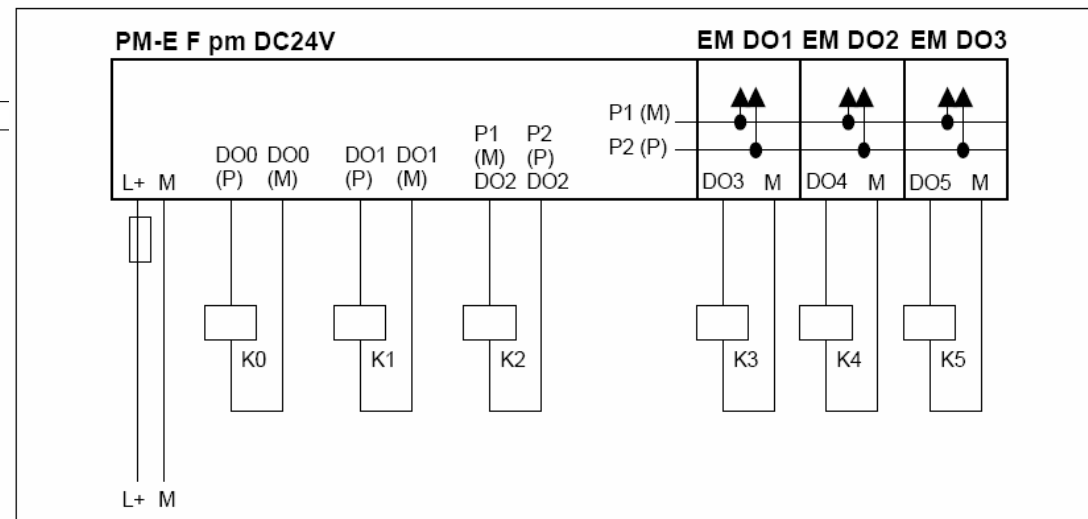 PM-E F pm DC24V
EM DO1 EM DO2 EM DO3
P1 (M)
P2 (P)
L+ M
DO0 DO0
(P) (M)
DO1 DO1
(P) (M)
P1 P2
(M) (P)
DO2 DO2
DO3 M
DO4 M
DO5 M
K0
K1
K2
K3
K4
K5
L+ M